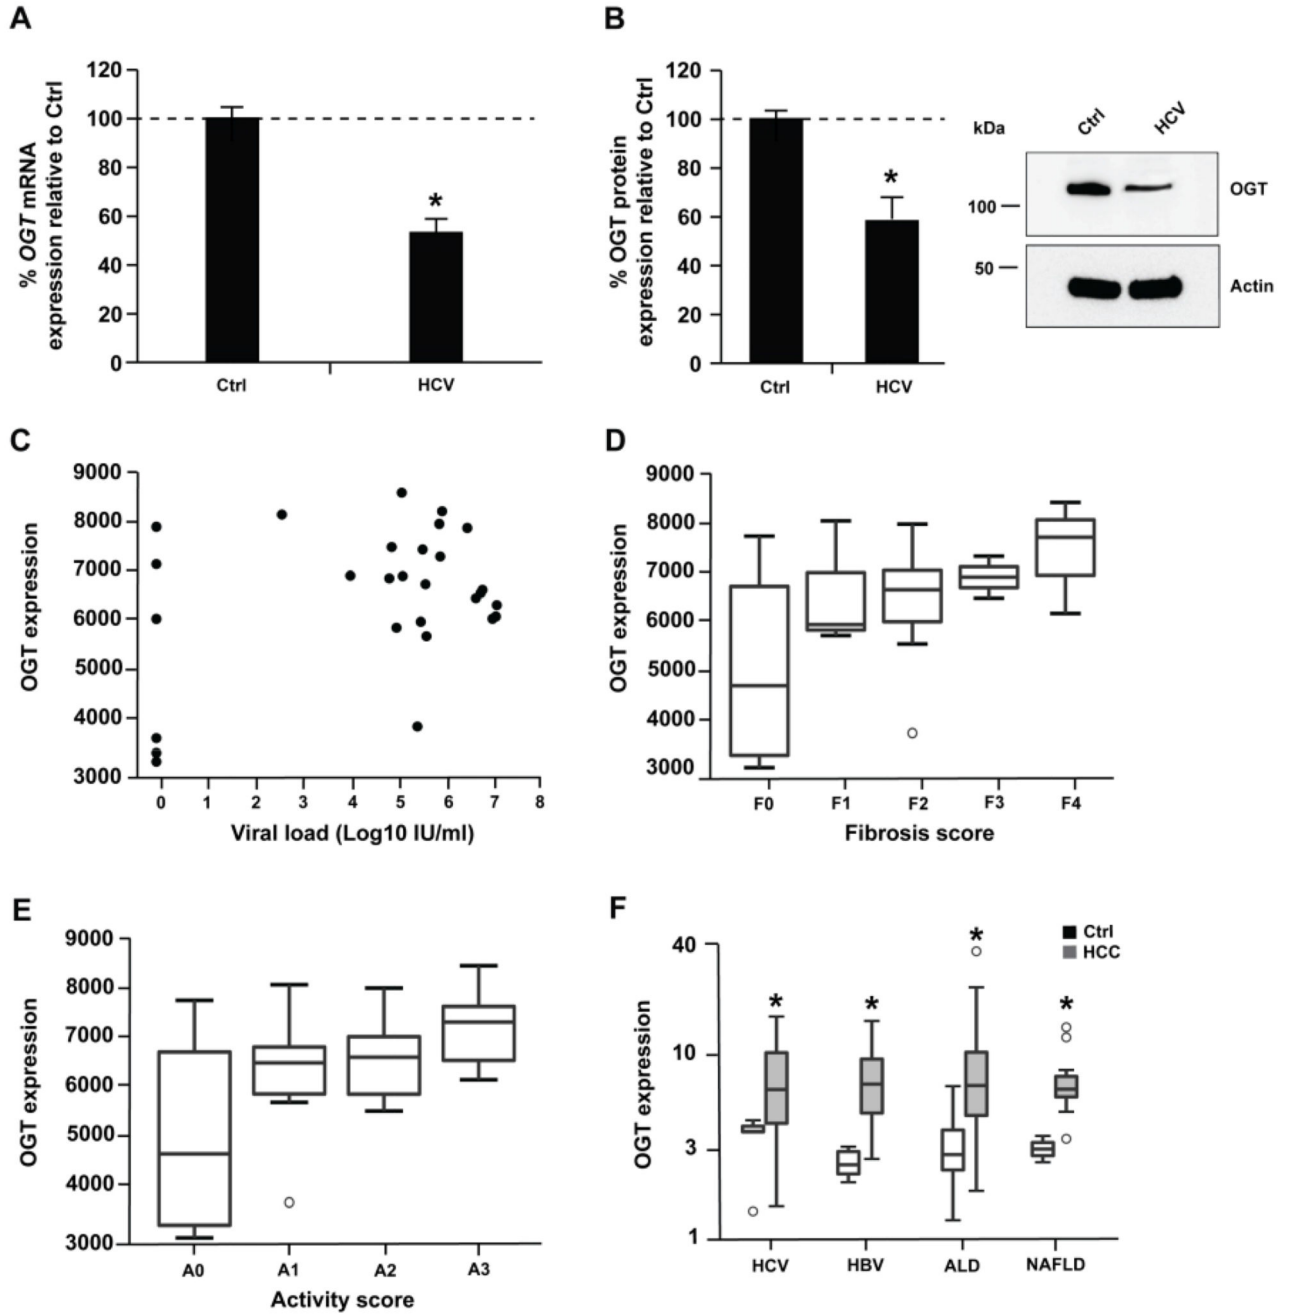 A
% OGT mRNA
expression relative to Ctrl
120
100
80
60
40
20
0
*
Ctrl
HCV
B
% OGT protein
expression relative to Ctrl
120
100
80
60
40
20
0
*
Ctrl
HCV
kDa
Ctrl
HCV
100
OGT
50
Actin
C
OGT expression
9000
8000
7000
6000
5000
4000
3000
0 1 2 3 4 5 6 7 8
Viral load (Log10 IU/ml)
D
OGT expression
9000
8000
7000
6000
5000
4000
3000
F0 F1 F2 F3 F4
Fibrosis score
E
OGT expression
9000
8000
7000
6000
5000
4000
3000
A0 A1 A2 A3
Activity score
F
OGT expression
40
10
3
1
* * * *
Ctrl
HCC
HCV HBV ALD NAFLD